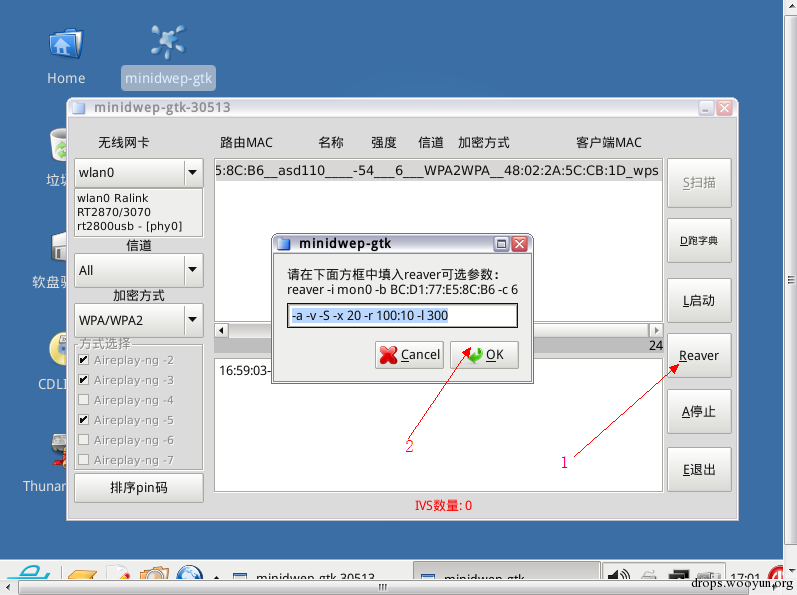 Home
minidwep-gtk
minidwep-gtk-30513
无线网卡
路由MAC 名称 强度 信道 加密方式 客户端MAC
wlan0
5:8C:B6__asd110____-54___6___WPA2WPA__48:02:2A:5C:CB:1D_wps
S扫描
wlan0 Ralink
RT2870/3070
rt2800usb - [phy0]
信道
D跑字典
All
加密方式
L启动
WPA/WPA2
方式选择
Aireplay-ng -2
Aireplay-ng -3
Aireplay-ng -4
Aireplay-ng -5
Aireplay-ng -6
Aireplay-ng -7
排序pin码
minidwep-gtk
请在下面方框中填入reaver可选参数:
reaver -i mon0 -b BC:D1:77:E5:8C:B6 -c 6
-a -v -S -x 20 -r 100:10 -l 300
Cancel
OK
24
Reaver
16:59:03-
A停止
E退出
2
1
IVS数量: 0
CDLI
Thunar
minidwep-gtk-30513
minidwep-gtk
17:01
drops.wooyun.org